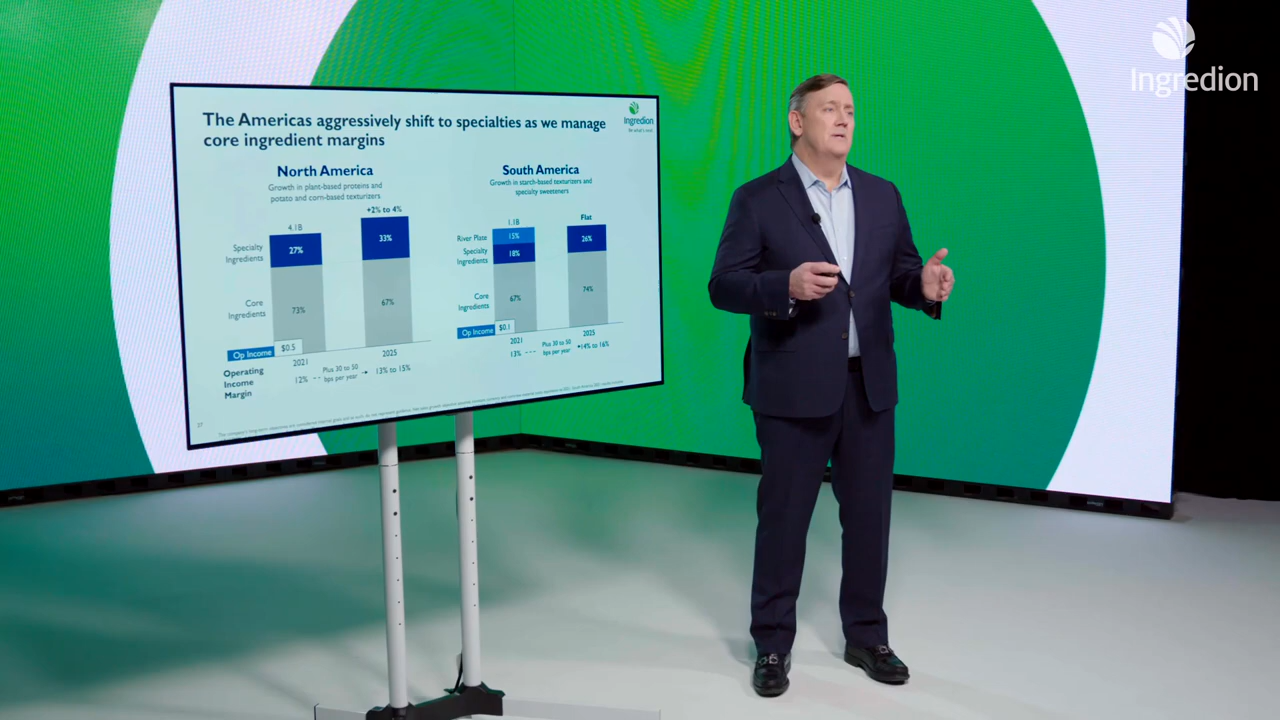 Ingredion
The Americas aggressively shift to specialties as we manage
core ingredient margins
Ingredion
Be what's next.
North America
Growth in plant-based proteins and
potato and corn-based texturizers
+2% to 4%
4.1B
Specialty
Ingredients
27%
33%
Core
Ingredients
73%
67%
Op Income
$0.5
2021
2025
Operating
Income
Margin
12%
Plus 30 to 50
bps per year
13% to 15%
South America
Growth in starch-based texturizers and
specialty sweeteners
1.1B
Flat
River Plate
15%
Specialty
Ingredients
18%
26%
Core
Ingredients
67%
74%
Op Income
$0.1
2021
2025
13%
Plus 30 to 50
bps per year
14% to 16%
37